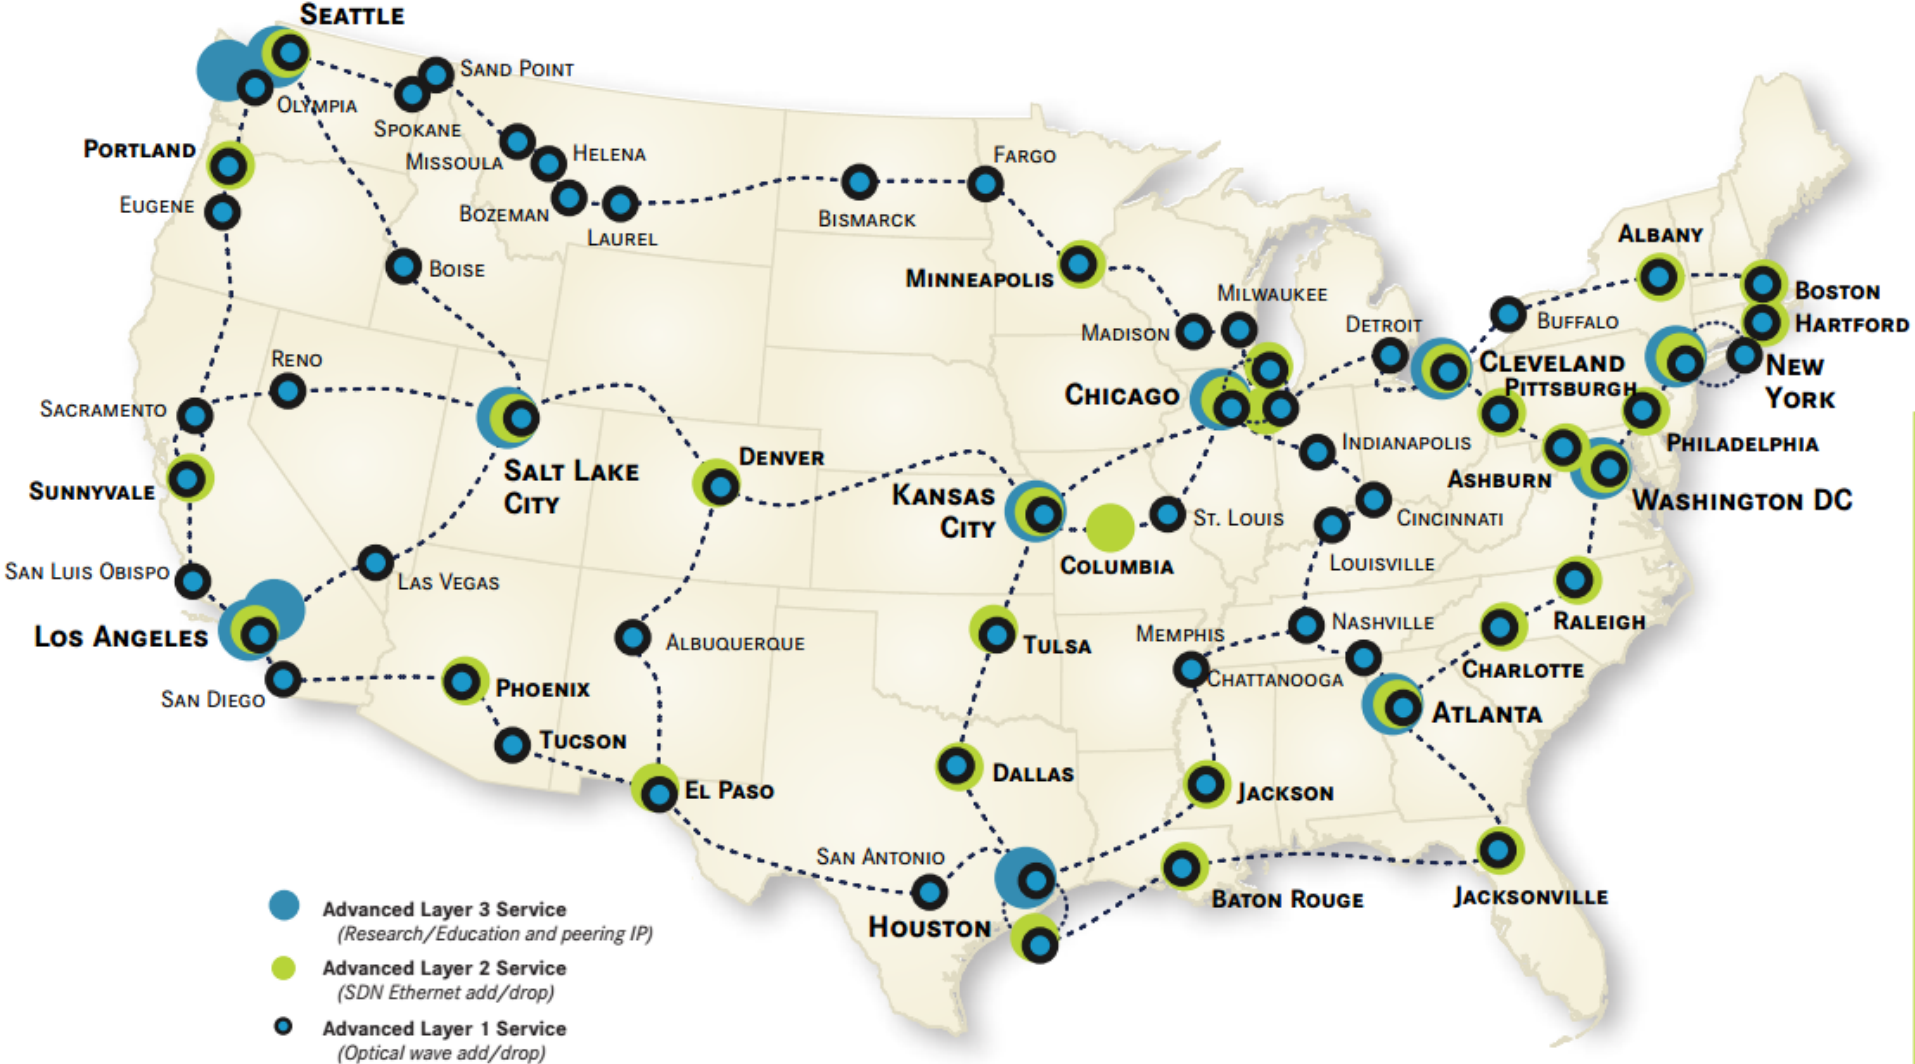 SEATTLE
SAND POINT
OLYMPIA
SPOKANE
PORTLAND
MISSOULA
HELENA
FARGO
EUGENE
BOZEMAN
BISMARCK
LAUREL
ALBANY
BOISE
MINNEAPOLIS
MILWAUKEE
BOSTON
MADISON
DETROIT
BUFFALO
HARTFORD
RENO
CLEVELAND
NEW
YORK
PITTSBURGH
CHICAGO
SACRAMENTO
INDIANAPOLIS
PHILADELPHIA
DENVER
SALT LAKE
CITY
ASHBURN
SUNNYVALE
KANSAS
CITY
WASHINGTON DC
ST. LOUIS
CINCINNATI
COLUMBIA
LOUISVILLE
SAN LUIS OBISPO
LAS VEGAS
LOS ANGELES
ALBUQUERQUE
TULSA
MEMPHIS
NASHVILLE
RALEIGH
CHARLOTTE
CHATTANOOGA
SAN DIEGO
PHOENIX
ATLANTA
TUCSON
DALLAS
EL PASO
JACKSON
SAN ANTONIO
HOUSTON
BATON ROUGE
JACKSONVILLE
Advanced Layer 3 Service
(Research/Education and peering IP)
Advanced Layer 2 Service
(SDN Ethernet add/drop)
Advanced Layer 1 Service
(Optical wave add/drop)